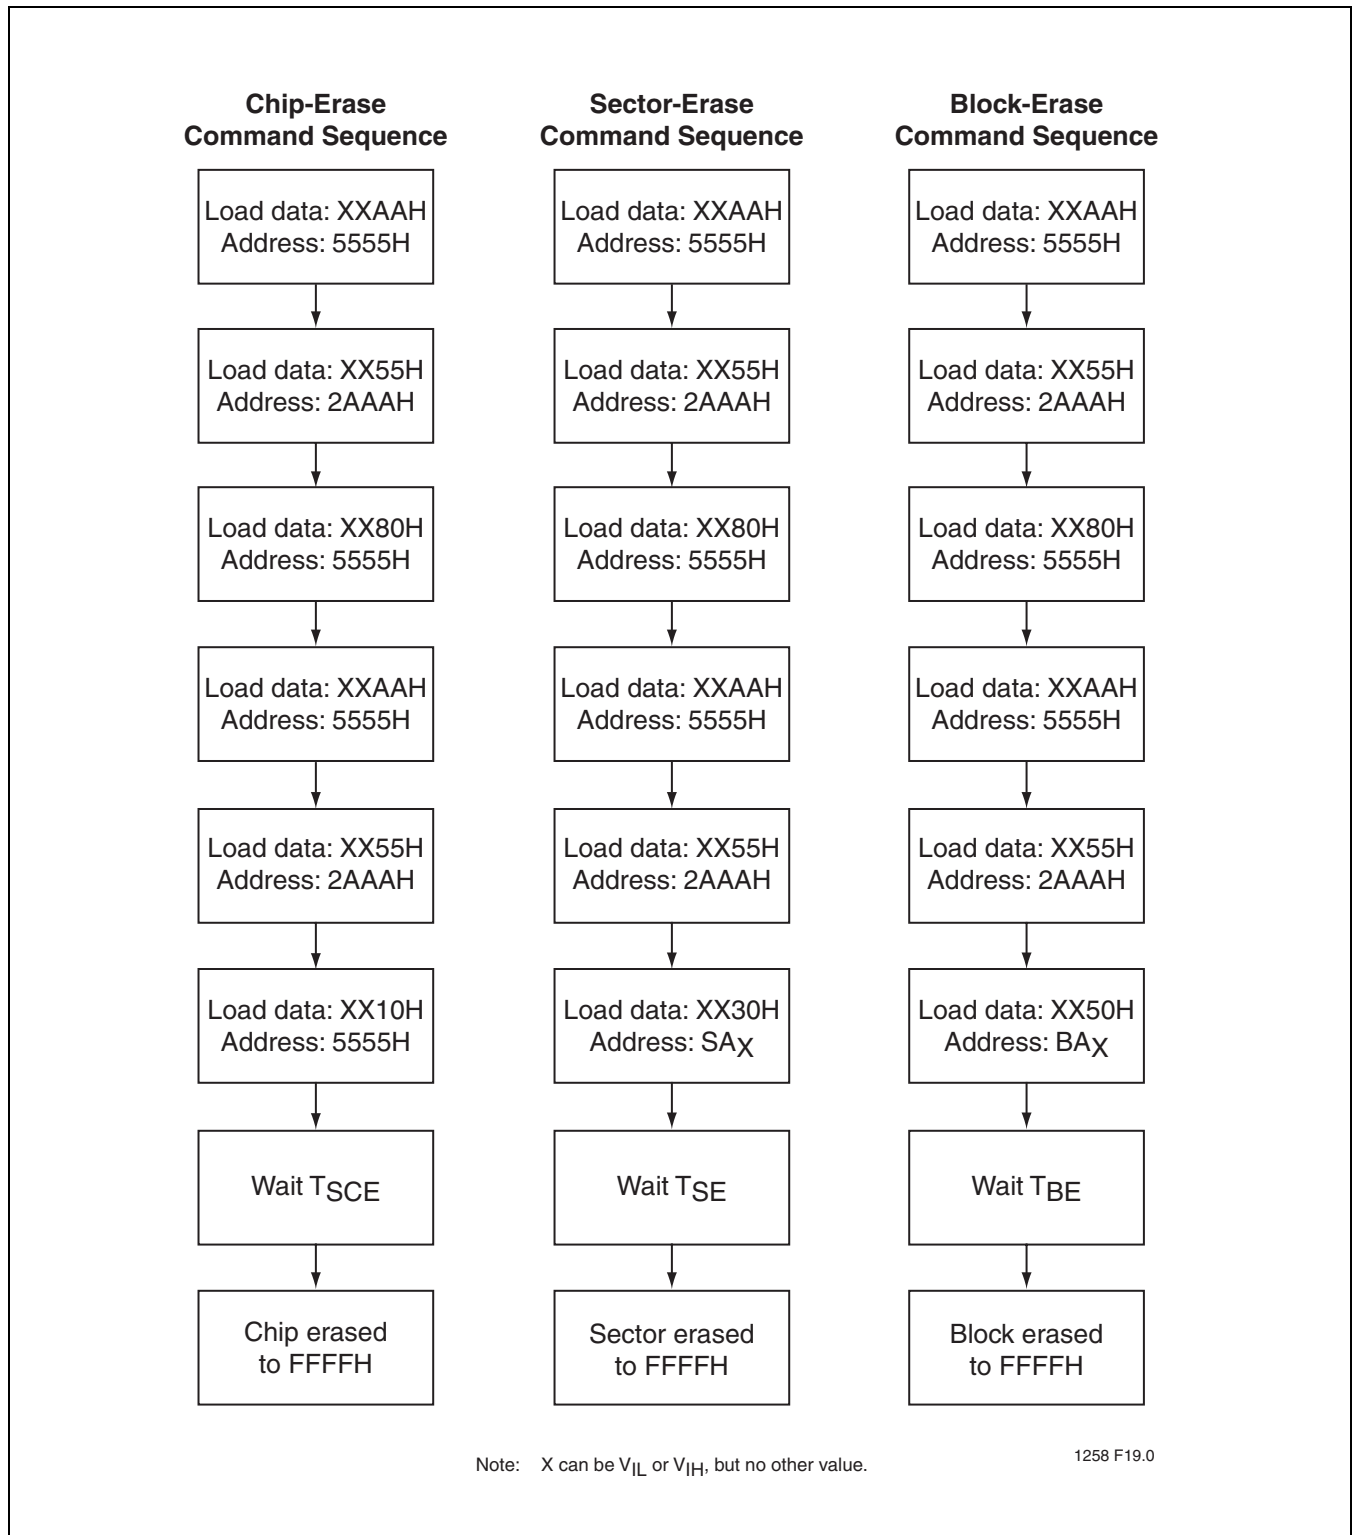 Chip-Erase
Command Sequence
Load data: XXAAH
Address: 5555H
Load data: XX55H
Address: 2AAAH
Load data: XX80H
Address: 5555H
Load data: XXAAH
Address: 5555H
Load data: XX55H
Address: 2AAAH
Load data: XX10H
Address: 5555H
Wait TSCE
Chip erased
to FFFFH
Sector-Erase
Command Sequence
Load data: XXAAH
Address: 5555H
Load data: XX55H
Address: 2AAAH
Load data: XX80H
Address: 5555H
Load data: XXAAH
Address: 5555H
Load data: XX55H
Address: 2AAAH
Load data: XX30H
Address: SAX
Wait TSE
Sector erased
to FFFFH
Block-Erase
Command Sequence
Load data: XXAAH
Address: 5555H
Load data: XX55H
Address: 2AAAH
Load data: XX80H
Address: 5555H
Load data: XXAAH
Address: 5555H
Load data: XX55H
Address: 2AAAH
Load data: XX50H
Address: BAX
Wait TBE
Block erased
to FFFFH
Note: X can be VIL or VIH, but no other value.
1258 F19.0